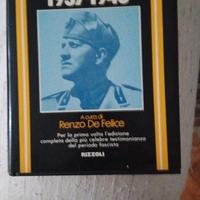 1937-1943
A cura di
Renzo De Felice
Per la prima volta l'edizione
completa della più celebre testimonianza
del periodo fascista
RIZZOLI